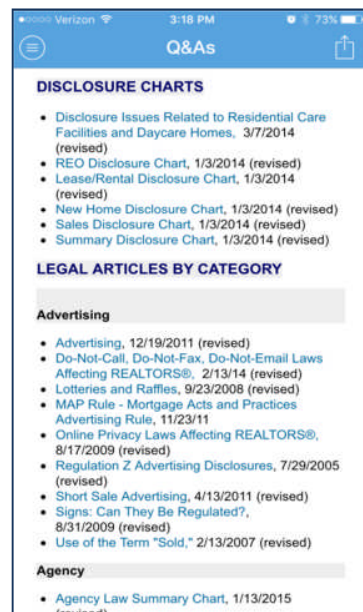 Verizon 3:18 PM 73%
Q&As
DISCLOSURE CHARTS
• Disclosure Issues Related to Residential Care
Facilities and Daycare Homes, 3/7/2014
(revised)
• REO Disclosure Chart, 1/3/2014 (revised)
• Lease/Rental Disclosure Chart, 1/3/2014
(revised)
• New Home Disclosure Chart, 1/3/2014 (revised)
• Sales Disclosure Chart, 1/3/2014 (revised)
• Summary Disclosure Chart, 1/3/2014 (revised)
LEGAL ARTICLES BY CATEGORY
Advertising
• Advertising, 12/19/2011 (revised)
• Do-Not-Call, Do-Not-Fax, Do-Not-Email Laws
Affecting REALTORS®, 2/13/14 (revised)
• Lotteries and Raffles, 9/23/2008 (revised)
• MAP Rule - Mortgage Acts and Practices
Advertising Rule, 11/23/11
• Online Privacy Laws Affecting REALTORS®,
8/17/2009 (revised)
• Regulation Z Advertising Disclosures, 7/29/2005
(revised)
• Short Sale Advertising, 4/13/2011 (revised)
• Signs: Can They Be Regulated?,
8/31/2009 (revised)
• Use of the Term "Sold," 2/13/2007 (revised)
Agency
• Agency Law Summary Chart, 1/13/2015
(revised)